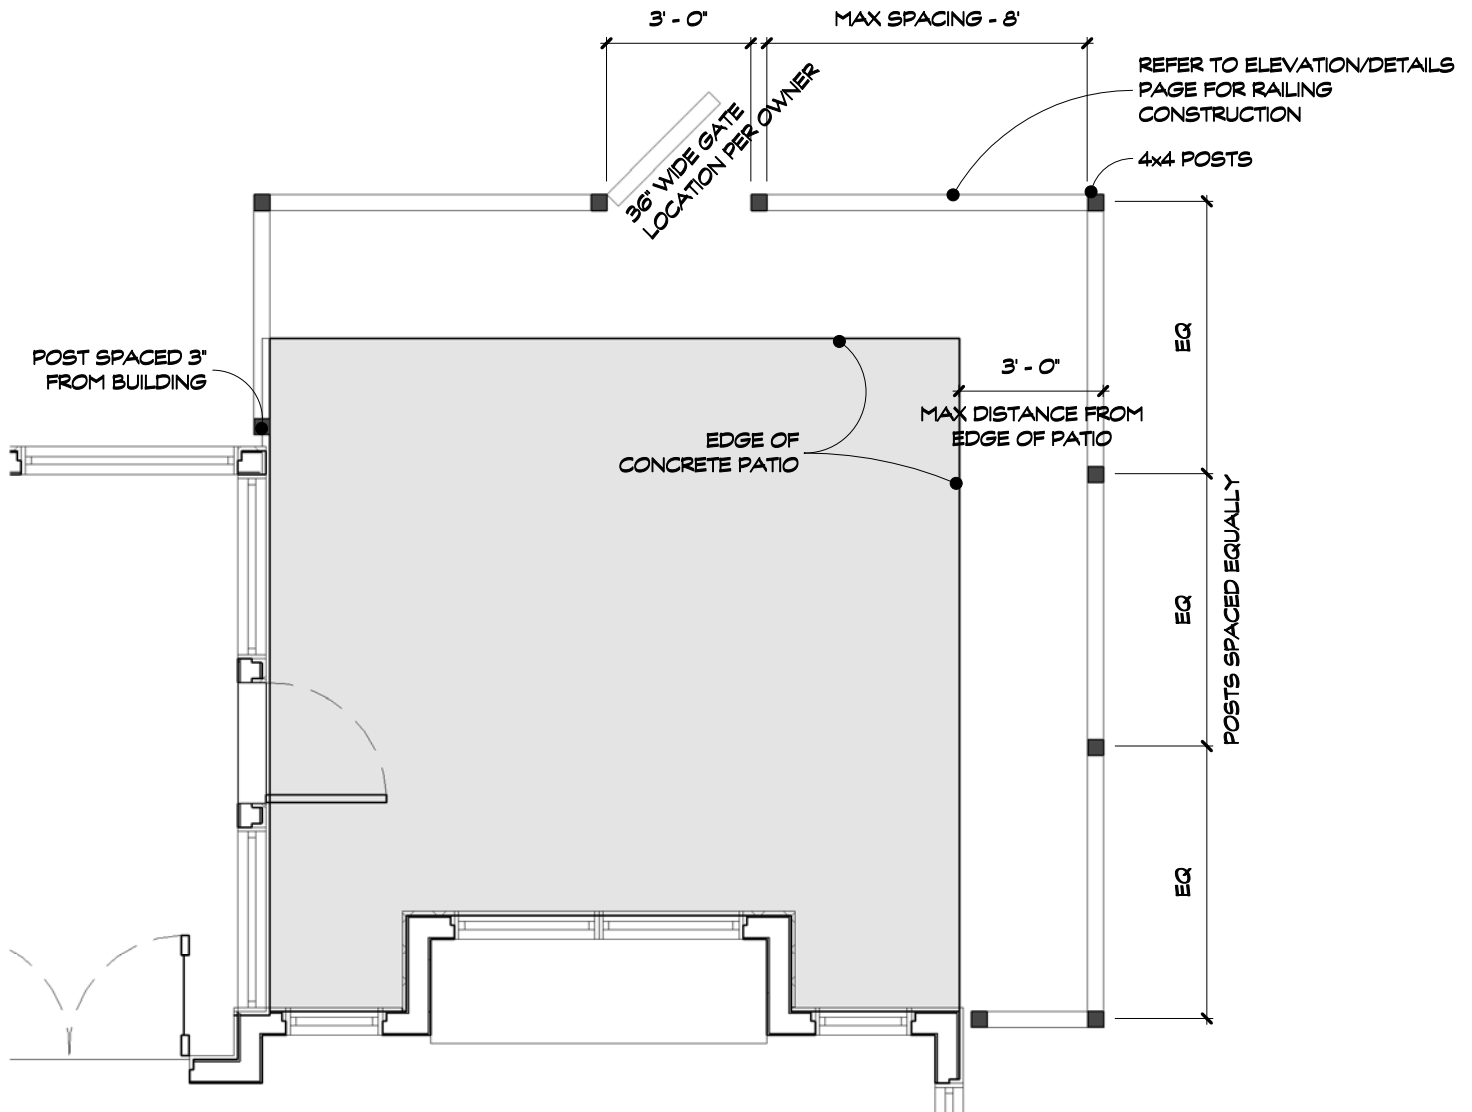 3' - 0"
MAX SPACING - 8'
REFER TO ELEVATION/DETAILS
PAGE FOR RAILING
CONSTRUCTION
4x4 POSTS
36" WIDE GATE
LOCATION PER OWNER
POST SPACED 3"
FROM BUILDING
EQ
3' - 0"
MAX DISTANCE FROM
EDGE OF PATIO
EDGE OF
CONCRETE PATIO
EQ
POSTS SPACED EQUALLY
EQ